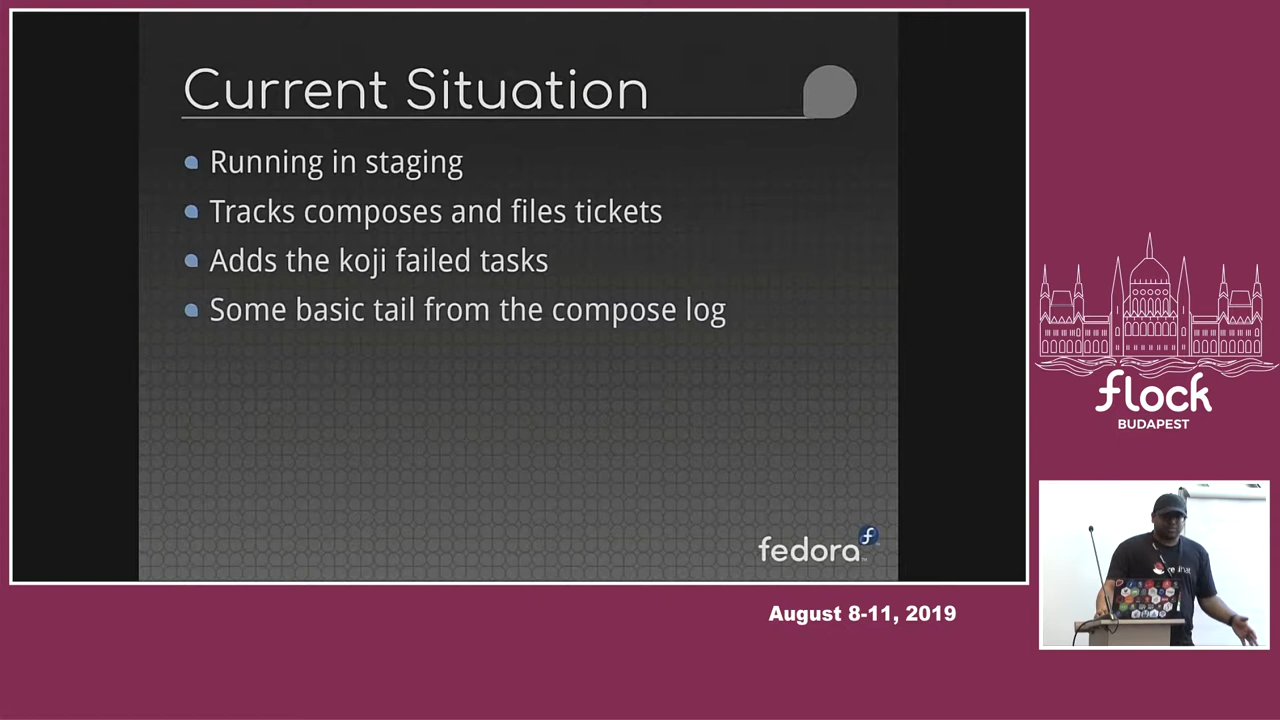 Current Situation
Running in staging
Tracks composes and files tickets
Adds the koji failed tasks
Some basic tail from the compose log
fedora
flock
BUDAPEST
August 8-11, 2019